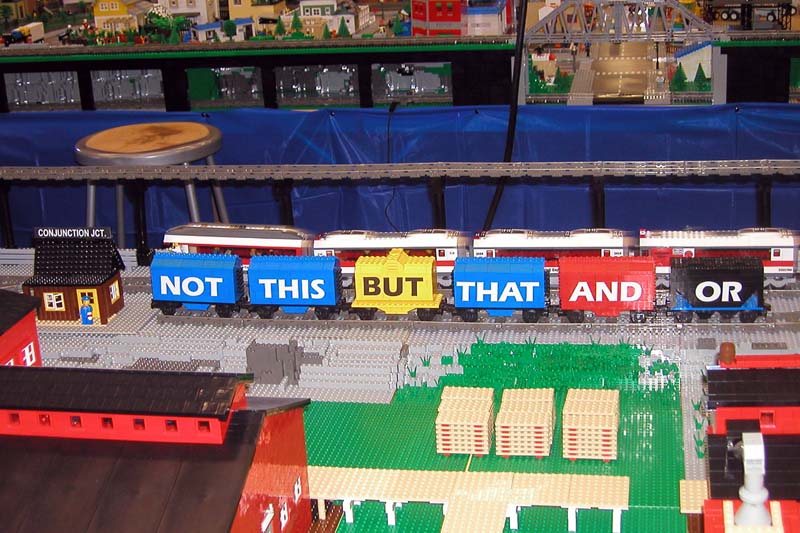 CONJUNCTION JCT.
NOT THIS BUT THAT AND OR